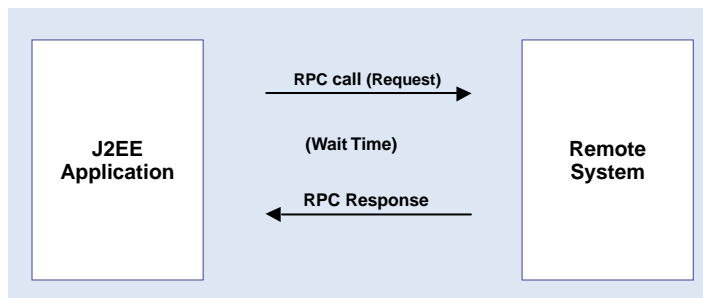 RPC call (Request)
J2EE
Application
(Wait Time)
Remote
System
RPC Response